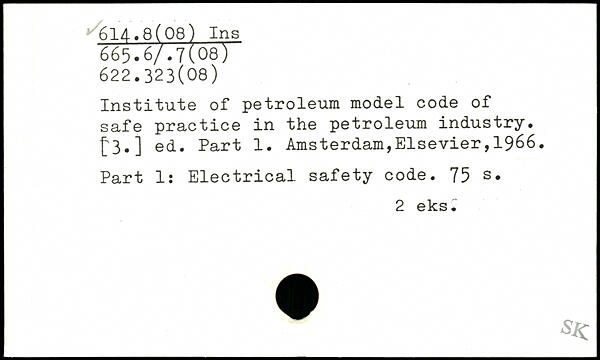 ✓614.8(08) Ins
665.6/.7(08)
622.323(08)
Institute of petroleum model code of
safe practice in the petroleum industry.
[3.] ed. Part 1. Amsterdam,Elsevier,1966.
Part 1: Electrical safety code. 75 s.
2 eks.
SK